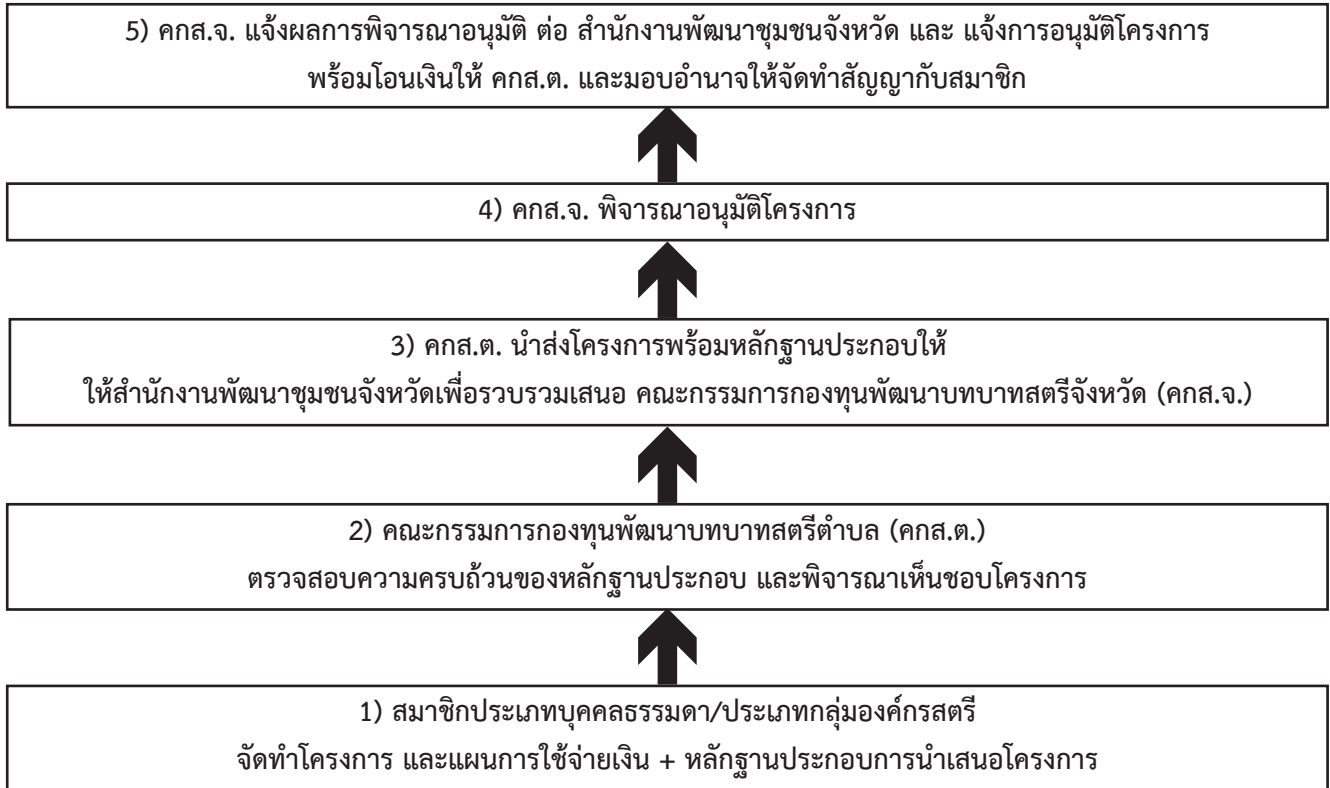 5) คกส.จ. แจ้งผลการพิจารณาอนุมัติ ต่อ สำนักงานพัฒนาชุมชนจังหวัด และ แจ้งการอนุมัติโครงการ
พร้อมโอนเงินให้ คกส.ต. และมอบอำนาจให้จัดทำสัญญากับสมาชิก
4) คกส.จ. พิจารณาอนุมัติโครงการ
3) คกส.ต. นำส่งโครงการพร้อมหลักฐานประกอบให้
ให้สำนักงานพัฒนาชุมชนจังหวัดเพื่อรวบรวมเสนอ คณะกรรมการกองทุนพัฒนาบทบาทสตรีจังหวัด (คกส.จ.)
2) คณะกรรมการกองทุนพัฒนาบทบาทสตรีตำบล (คกส.ต.)
ตรวจสอบความครบถ้วนของหลักฐานประกอบ และพิจารณาเห็นชอบโครงการ
1) สมาชิกประเภทบุคคลธรรมดา/ประเภทกลุ่มองค์กรสตรี
จัดทำโครงการ และแผนการใช้จ่ายเงิน + หลักฐานประกอบการนำเสนอโครงการ